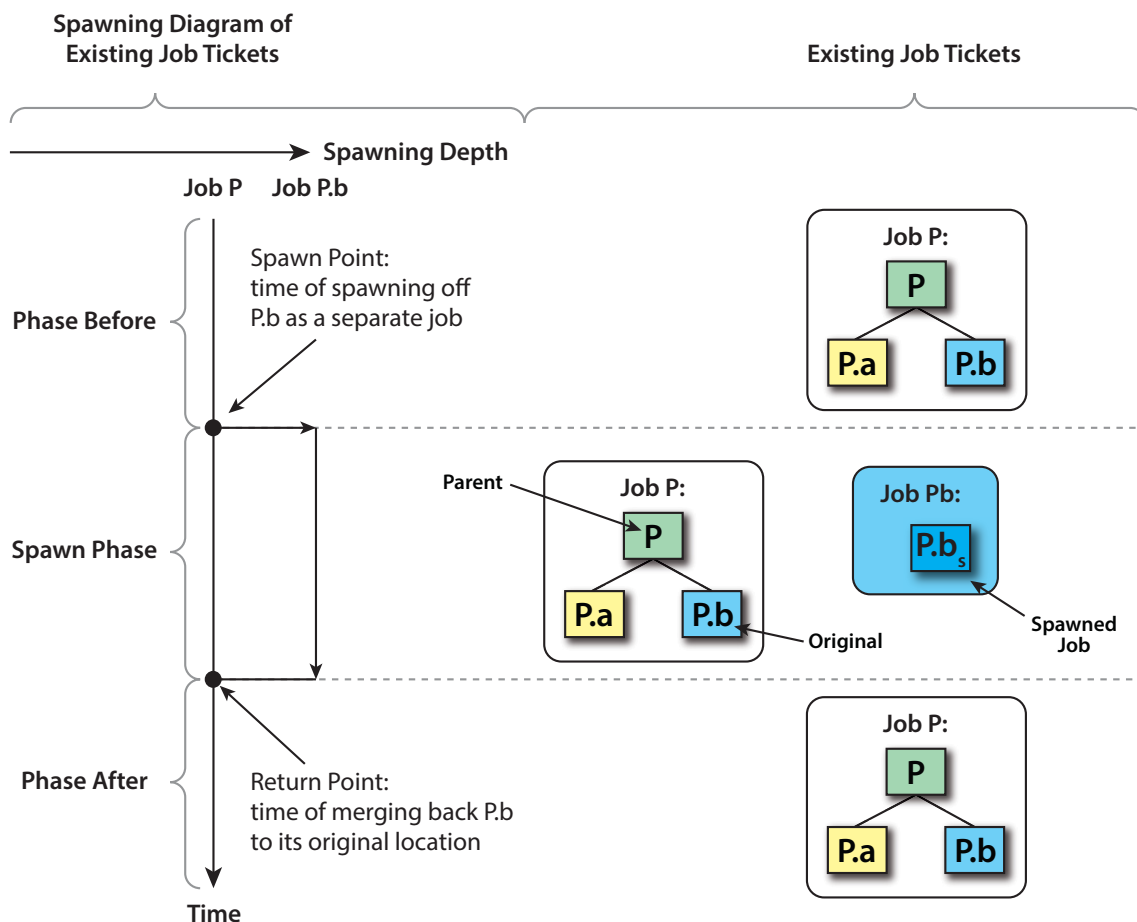 Spawning Diagram of
Existing Job Tickets
Existing Job Tickets
Spawning Depth
Job P
Job P.b
Spawn Point:
time of spawning off
P.b as a separate job
Phase Before
Job P:
P
P.a
P.b
Spawn Phase
Parent
Job P:
P
P.a
P.b
Original
Job Pb:
P.bs
Spawned
Job
Phase After
Return Point:
time of merging back P.b
to its original location
Job P:
P
P.a
P.b
Time